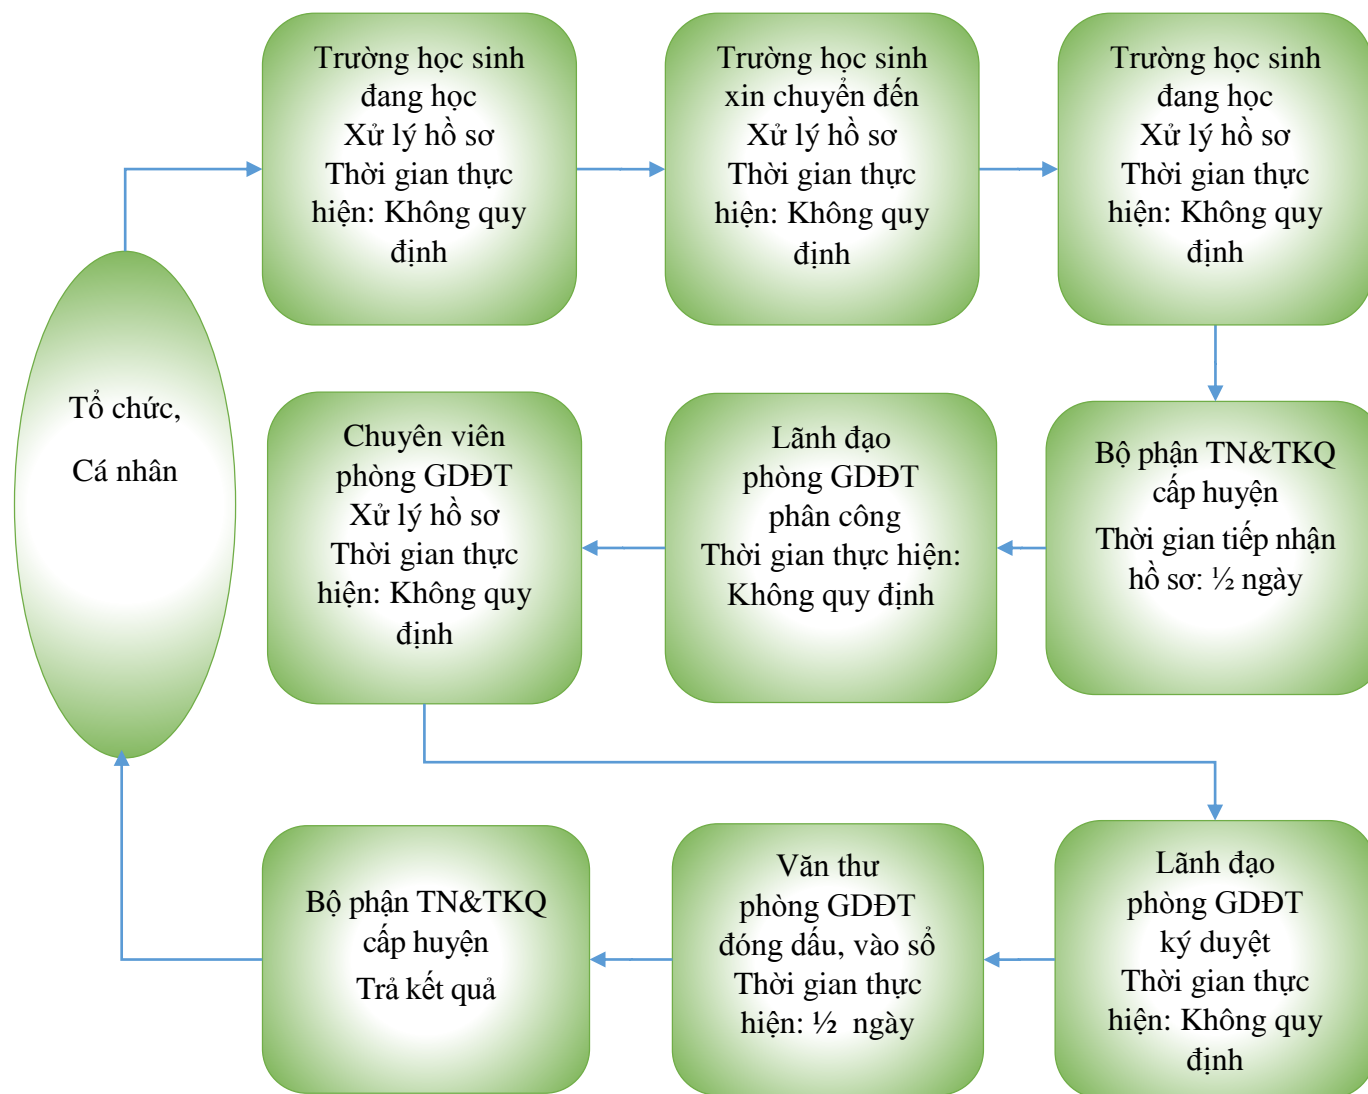 Trường học sinh
đang học
Xử lý hồ sơ
Thời gian thực
hiện: Không quy
định
Trường học sinh
xin chuyển đến
Xử lý hồ sơ
Thời gian thực
hiện: Không quy
định
Trường học sinh
đang học
Xử lý hồ sơ
Thời gian thực
hiện: Không quy
định
Tổ chức,
Cá nhân
Chuyên viên
phòng GDĐT
Xử lý hồ sơ
Thời gian thực
hiện: Không quy
định
Lãnh đạo
phòng GDĐT
phân công
Thời gian thực hiện:
Không quy định
Bộ phận TN&TKQ
cấp huyện
Thời gian tiếp nhận
hồ sơ: ½ ngày
Bộ phận TN&TKQ
cấp huyện
Trả kết quả
Văn thư
phòng GDĐT
đóng dấu, vào sổ
Thời gian thực
hiện: ½ ngày
Lãnh đạo
phòng GDĐT
ký duyệt
Thời gian thực
hiện: Không quy
định